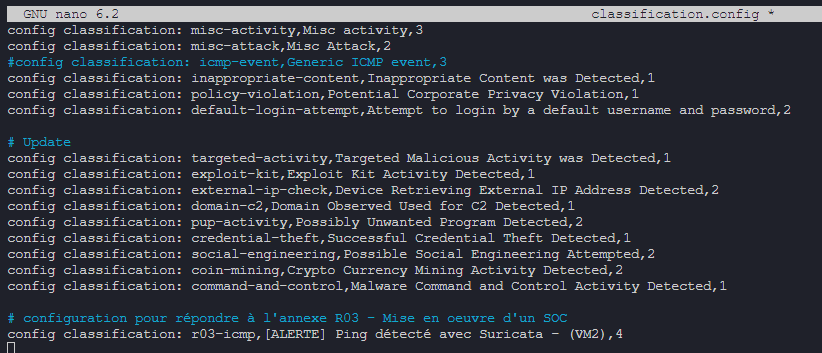 GNU nano 6.2 classification.config *
config classification: misc-activity,Misc activity,3
config classification: misc-attack,Misc Attack,2
#config classification: icmp-event,Generic ICMP event,3
config classification: inappropriate-content,Inappropriate Content was Detected,1
config classification: policy-violation,Potential Corporate Privacy Violation,1
config classification: default-login-attempt,Attempt to login by a default username and password,2
# Update
config classification: targeted-activity,Targeted Malicious Activity was Detected,1
config classification: exploit-kit,Exploit Kit Activity Detected,1
config classification: external-ip-check,Device Retrieving External IP Address Detected,2
config classification: domain-c2,Domain Observed Used for C2 Detected,1
config classification: pup-activity,Possibly Unwanted Program Detected,2
config classification: credential-theft,Successful Credential Theft Detected,1
config classification: social-engineering,Possible Social Engineering Attempted,2
config classification: coin-mining,Crypto Currency Mining Activity Detected,2
config classification: command-and-control,Malware Command and Control Activity Detected,1
# configuration pour répondre à l'annexe R03 - Mise en oeuvre d'un SOC
config classification: r03-icmp,[ALERTE] Ping détecté avec Suricata - (VM2),4